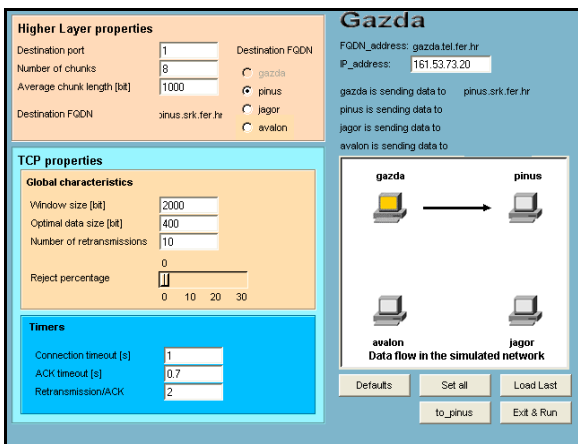 Higher Layer properties
Destination port 1 Destination FQDN
Number of chunks 8 gazda
Average chunk length [bit] 1000 pinus
jagor
Destination FQDN pinus.srk.fer.hr avalon
TCP properties
Global characteristics
Window size [bit] 2000
Optimal data size [bit] 400
Number of retransmissions 10
0
Reject percentage
0 10 20 30
Timers
Connection timeout [s] 1
ACK timeout [s] 0.7
Retransmission/ACK 2
Gazda
FQDN_address: gazda.tel.fer.hr
IP_address: 161.53.73.20
gazda is sending data to pinus.srk.fer.hr
pinus is sending data to
jagor is sending data to
avalon is sending data to
gazda pinus
avalon jagor
Data flow in the simulated network
Defaults Set all Load Last
to_pinus Exit & Run